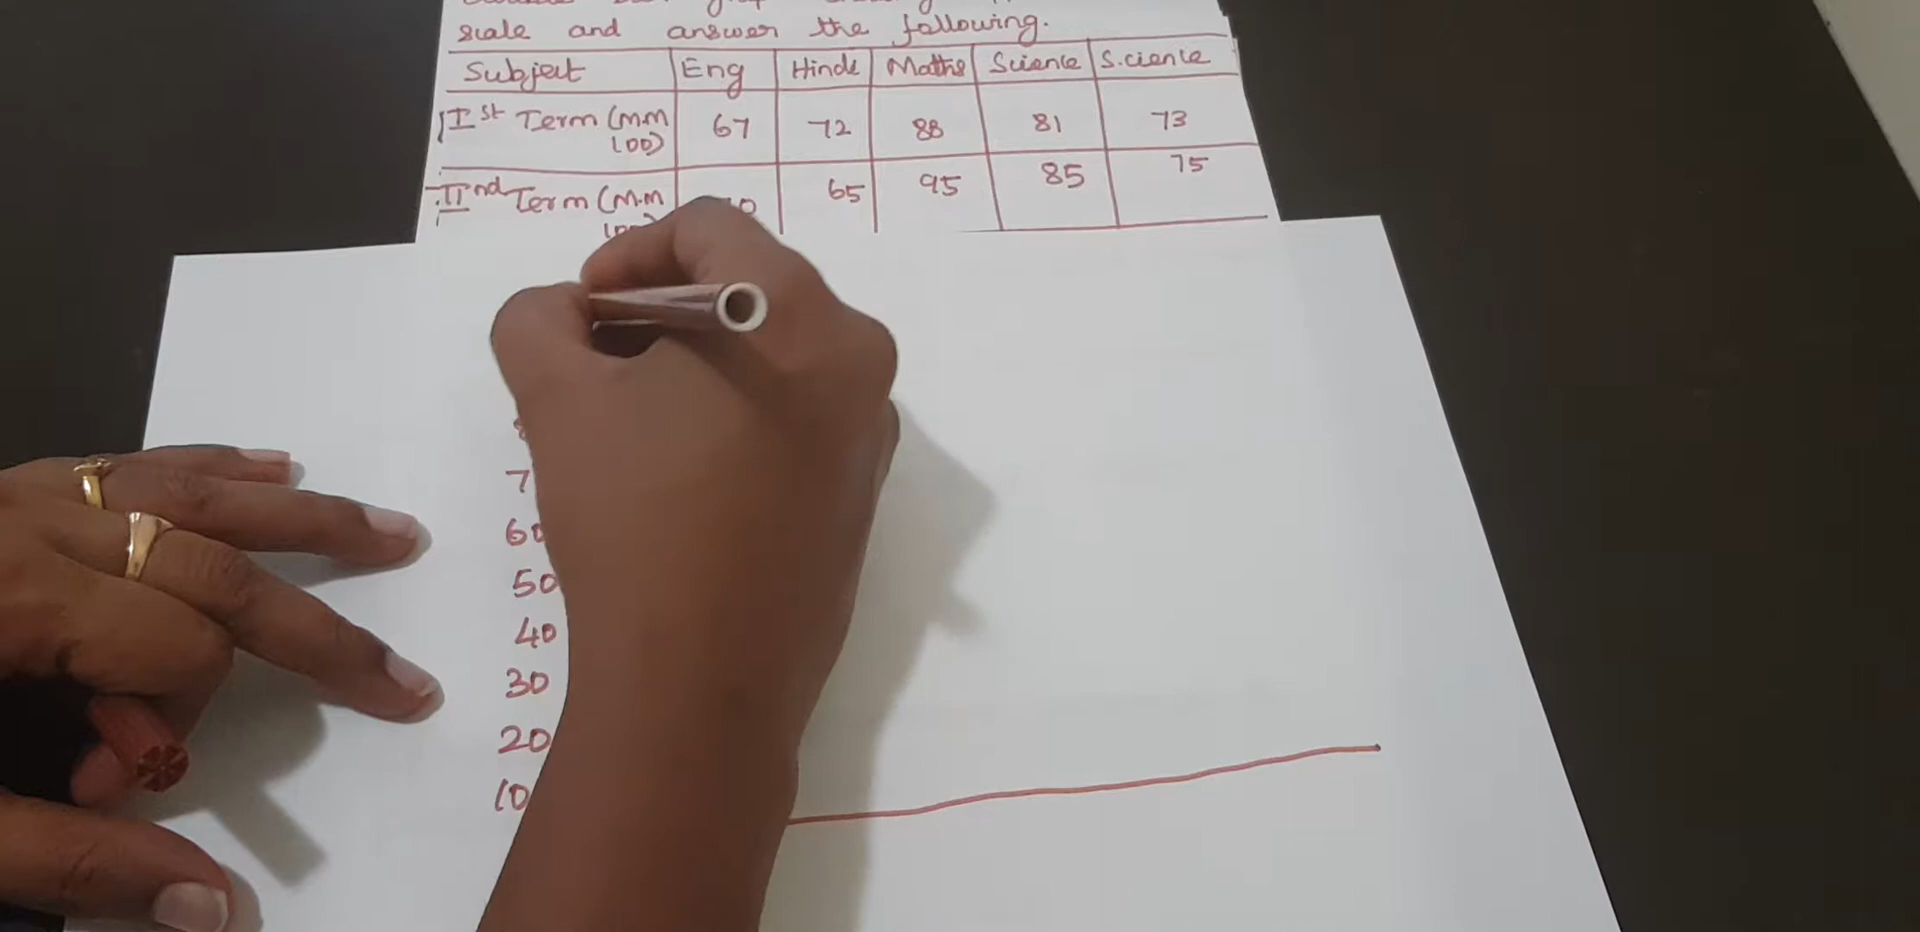 scale and answer the following.
Subject Eng Hindi Maths Science S.cience
Ist Term (MM 67 72 88 81 73
100)
IInd Term (M.M 65 95 85 75
60
50
40
30
20
10